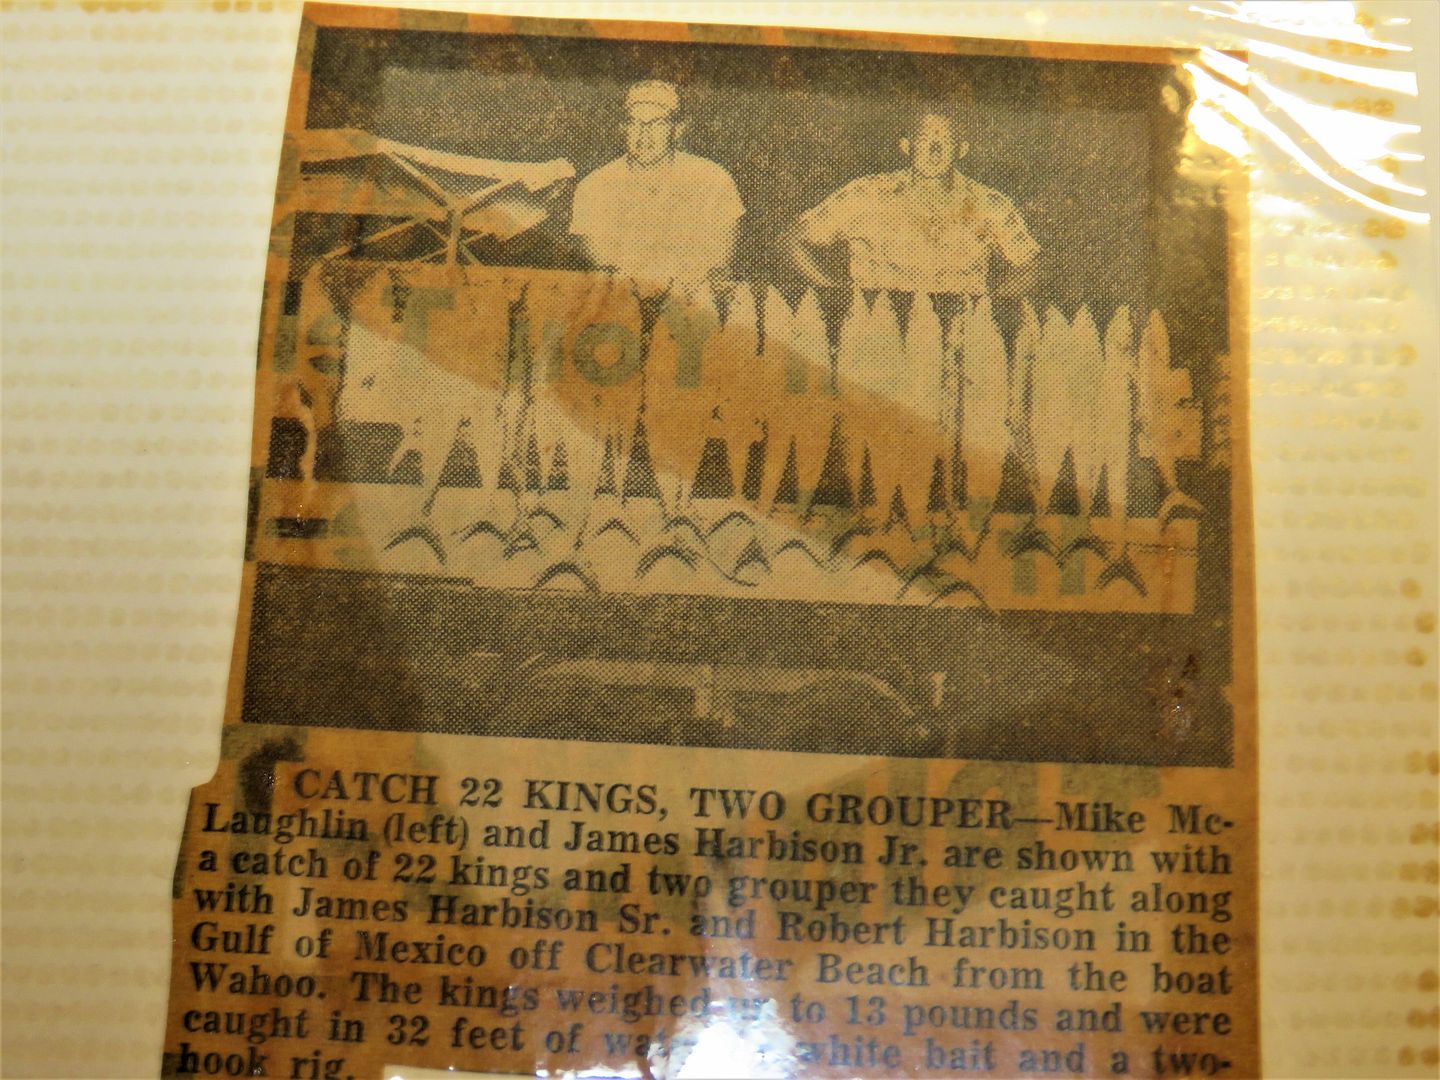 CATCH 22 KINGS, TWO GROUPER—Mike Mc-
Laughlin (left) and James Harbison Jr. are shown with
a catch of 22 kings and two grouper they caught along
with James Harbison Sr. and Robert Harbison in the
Gulf of Mexico off Clearwater Beach from the boat
Wahoo. The kings weighed up to 13 pounds and were
caught in 32 feet of water white bait and a two-
hook rig.